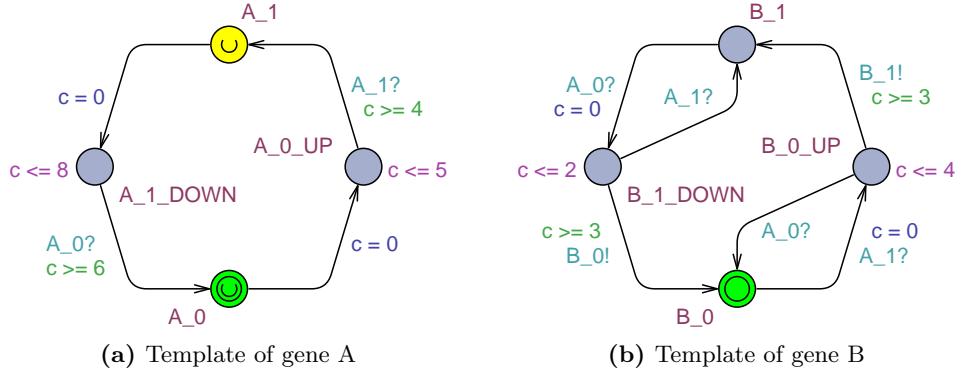 A_1
A_1?
c >= 4
c = 0
A_0_UP
c <= 8
c <= 5
A_1_DOWN
A_0?
c >= 6
c = 0
A_0
(a) Template of gene A
B_1
A_0?
c = 0
A_1?
B_1!
c >= 3
B_0_UP
c <= 2
c <= 4
B_1_DOWN
c >= 3
B_0!
A_0?
c = 0
A_1?
B_0
(b) Template of gene B